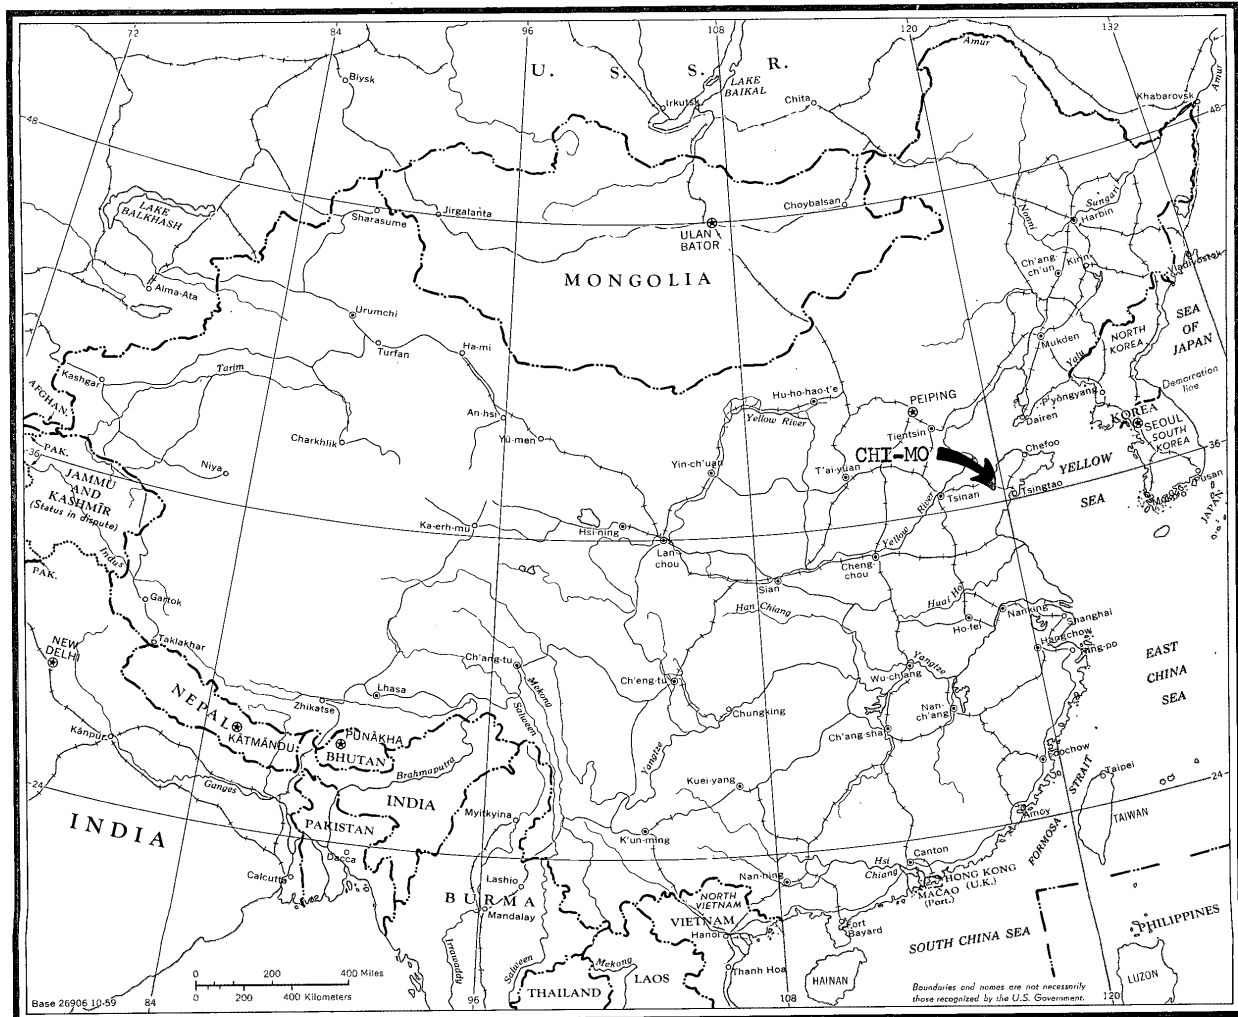 72
84
96
108
120
132
Amur
Amur
U. S. S. R.
Biysk
LAKE
BAIKAL
Irkutsk
Chita
Khabarovsk
48
48
LAKE
BALKHASH
Sharasume
Jirgalanta
Choybalsan
ULAN
BATOR
Nonni
Sungari
Harbin
MONGOLIA
Ch'ang-
ch'un
Kirin
Vladivostok
Alma-Ata
Urumchi
Turfan
Ha-mi
Mukden
NORTH
KOREA
SEA
OF
JAPAN
Yalu
Kashgar
Tarim
AFGHAN.
An-hsi
Hu-ho-hao-t'e
PEIPING
P'yŏngyang
Demarcation
line
Yellow River
Dairen
KOREA
SEOUL
SOUTH
KOREA
Charkhlik
Yü-men
Tientsin
Chefoo
PAK.
36
36
CHI-MO
YELLOW
SEA
Niya
Yin-ch'uan
T'ai-yüan
Tsinan
Tsingtao
Pusan
JAPAN
JAMMU
AND
KASHMĪR
(Status in dispute)
Ka-erh-mu
Hsi-ning
Lan-
chou
Yellow River
Cheng-
chou
Sian
Indus
PAK.
Gartok
Han Chiang
Huai Ho
Nanking
Ho-fei
Shanghai
Hangchow
Ning-po
NEW
DELHI
Taklakhar
Ch'ang-tu
Ch'eng-tu
Yangtze
Wu-ch'ang
EAST
CHINA
SEA
NEPAL
Zhikatse
Lhasa
Mekong
Salween
Chungking
Nan-
ch'ang
Kānpur
KĀTMĀNDU
PUNĀKHA
BHUTAN
Ch'ang-sha
Yangtze
Foochow
Brahmaputra
Ganges
Kuei-yang
Taipei
24
24
INDIA
INDIA
PAKISTAN
Myitkyina
K'un-ming
Amoy
FORMOSA STRAIT
TAIWAN
Dacca
Calcutta
Lashio
Nan-ning
Hsi
Chiang
Canton
HONG KONG
(U.K.)
MACAO
(Port.)
BURMA
Mandalay
NORTH
VIETNAM
VIETNAM
Hanoi
Fort
Bayard
SOUTH CHINA SEA
PHILIPPINES
Irrawaddy
Salween
Mekong
LAOS
Thanh Hoa
HAINAN
LUZON
THAILAND
0 200 400 Miles
0 200 400 Kilometers
Base 26906 10-59
84
96
108
120
Boundaries and names are not necessarily
those recognized by the U.S. Government.